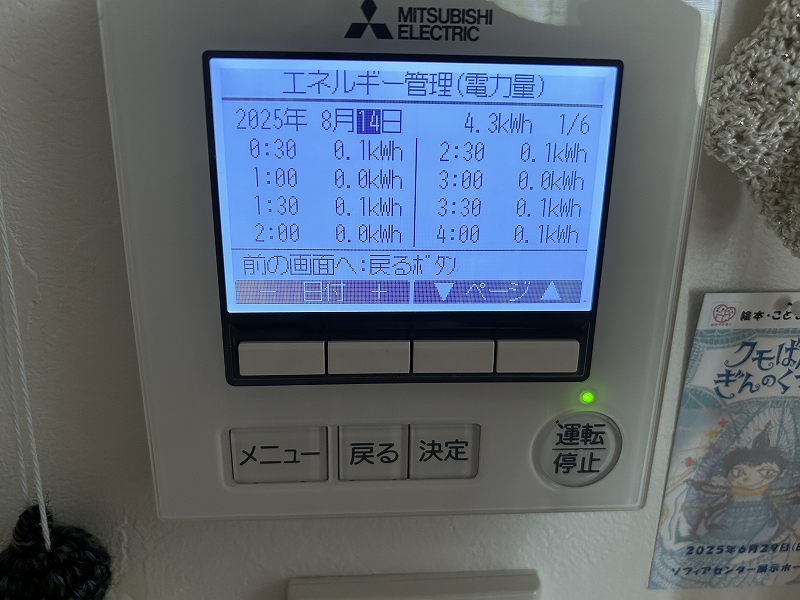 MITSUBISHI
ELECTRIC
エネルギー管理(電力量)
2025年 8月14日 4.3kWh 1/6
0:30 0.1kWh 2:30 0.1kWh
1:00 0.0kWh 3:00 0.0kWh
1:30 0.1kWh 3:30 0.1kWh
2:00 0.0kWh 4:00 0.1kWh
前の画面へ:戻るボタン
− 日付 + ▼ ページ ▲
メニュー 戻る 決定 運転
停止
絵本・こと
クモば
ぎんのく
2025年6月29日(日
ソフィアセンター展示ホー